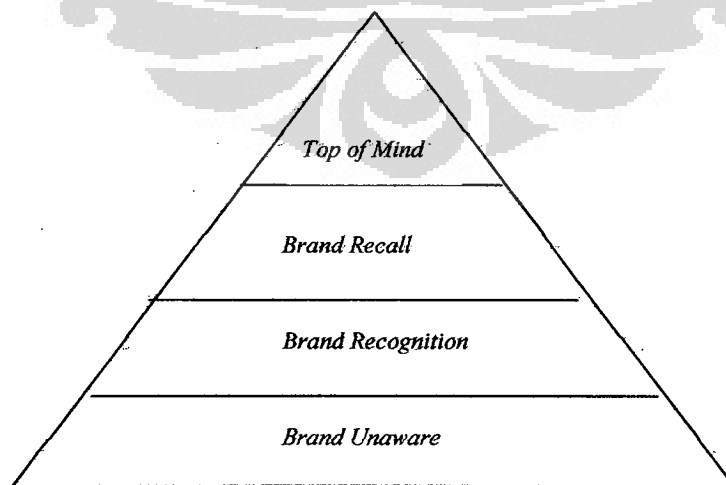 Top of Mind
Brand Recall
Brand Recognition
Brand Unaware